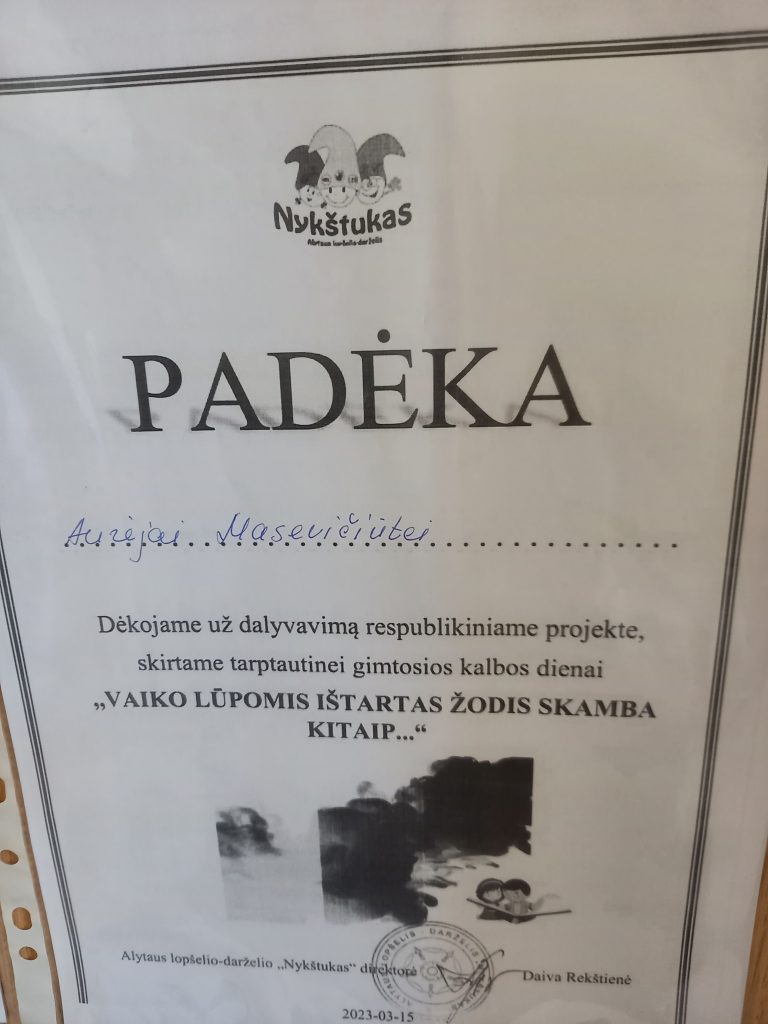 Nykštukas
Alytaus lopšelis-darželis
PADĖKA
Aurėjai Masevičiūtei
Dėkojame už dalyvavimą respublikiniame projekte,
skirtame tarptautinei gimtosios kalbos dienai
„VAIKO LŪPOMIS IŠTARTAS ŽODIS SKAMBA
KITAIP...“
Alytaus lopšelio-darželio „Nykštukas“ direktorė
Daiva Rekštienė
2023-03-15